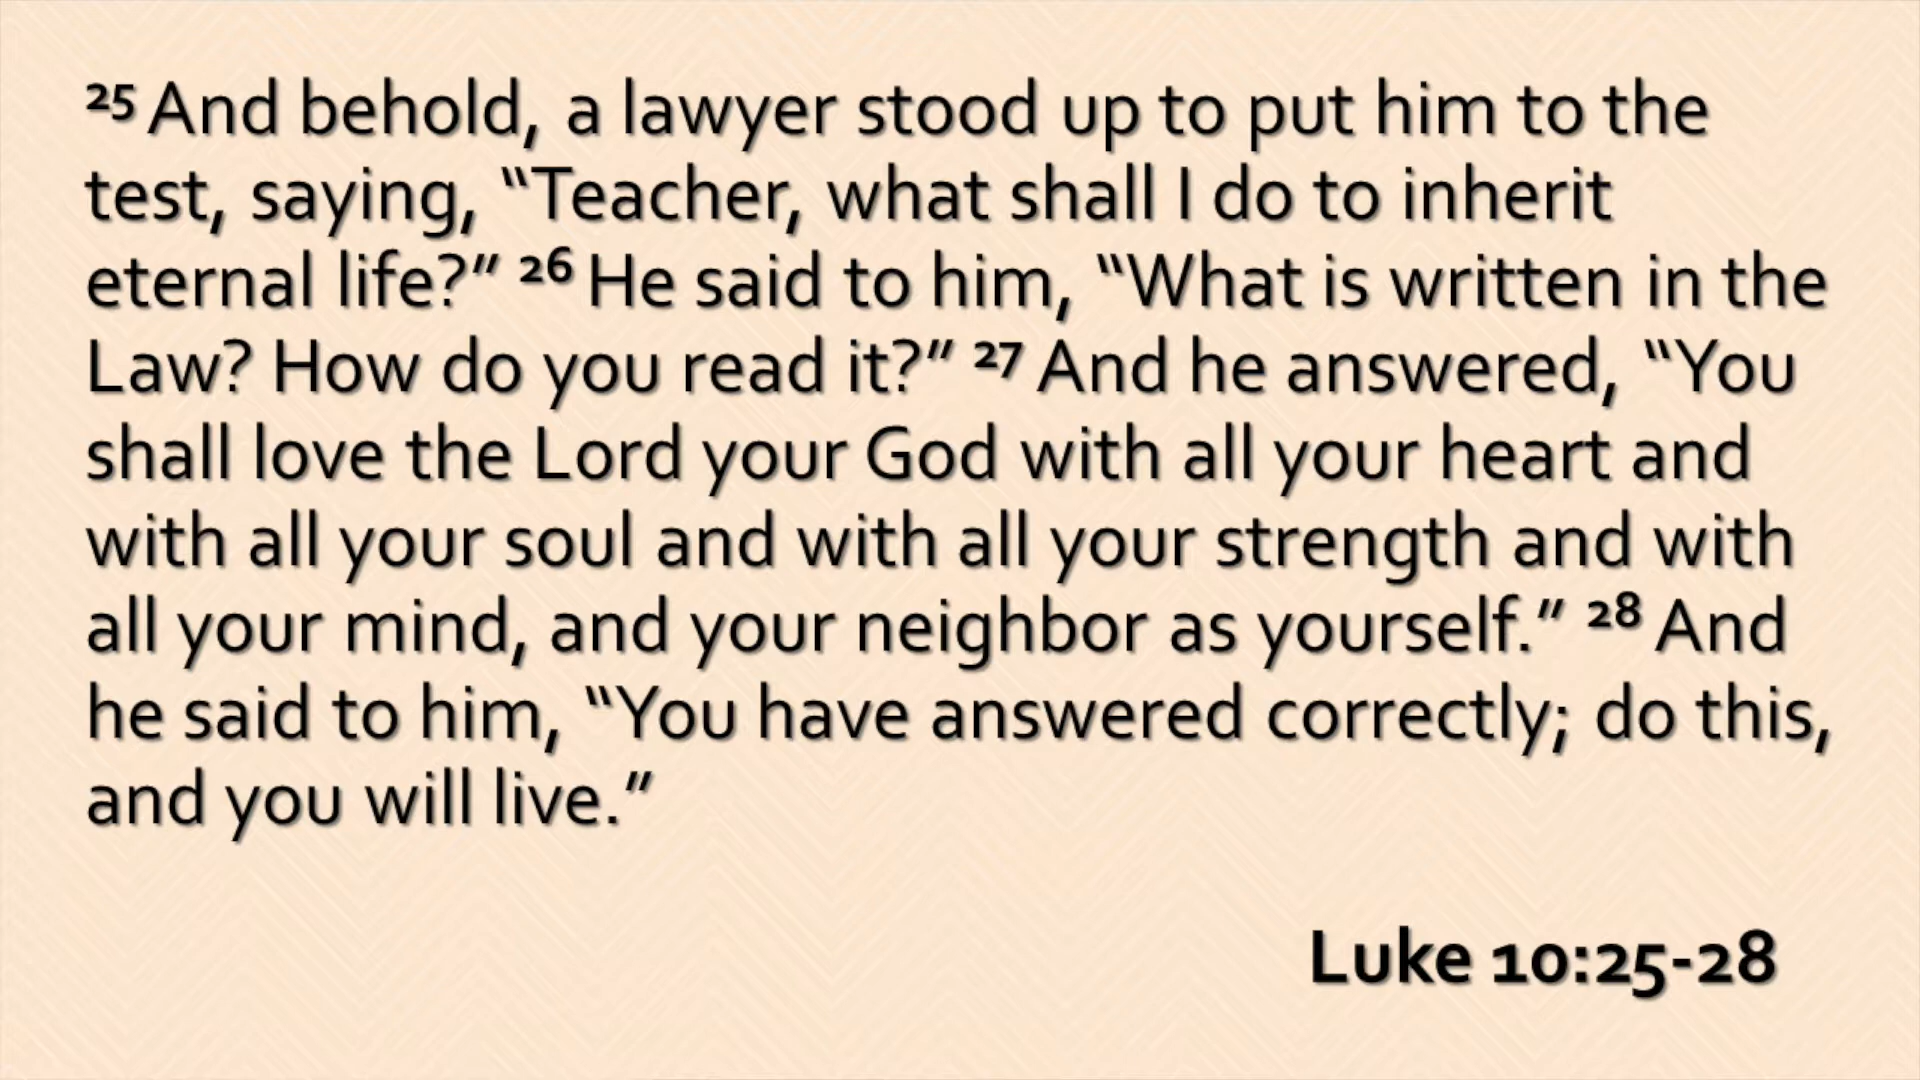 25 And behold, a lawyer stood up to put him to the
test, saying, “Teacher, what shall I do to inherit
eternal life?” 26 He said to him, “What is written in the
Law? How do you read it?” 27 And he answered, “You
shall love the Lord your God with all your heart and
with all your soul and with all your strength and with
all your mind, and your neighbor as yourself.” 28 And
he said to him, “You have answered correctly; do this,
and you will live.”
Luke 10:25-28